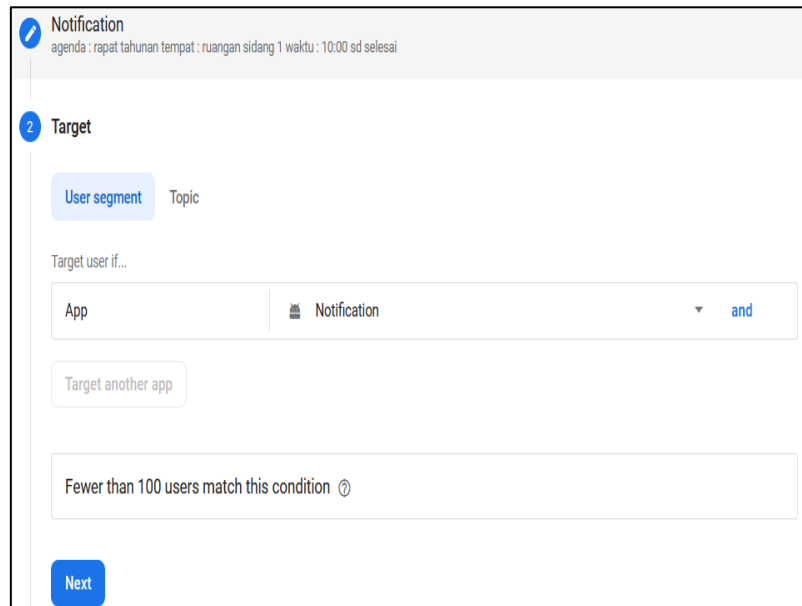 Notification
agenda : rapat tahunan tempat : ruangan sidang 1 waktu : 10:00 sd selesai
2 Target
User segment Topic
Target user if...
App Notification and
Target another app
Fewer than 100 users match this condition
Next